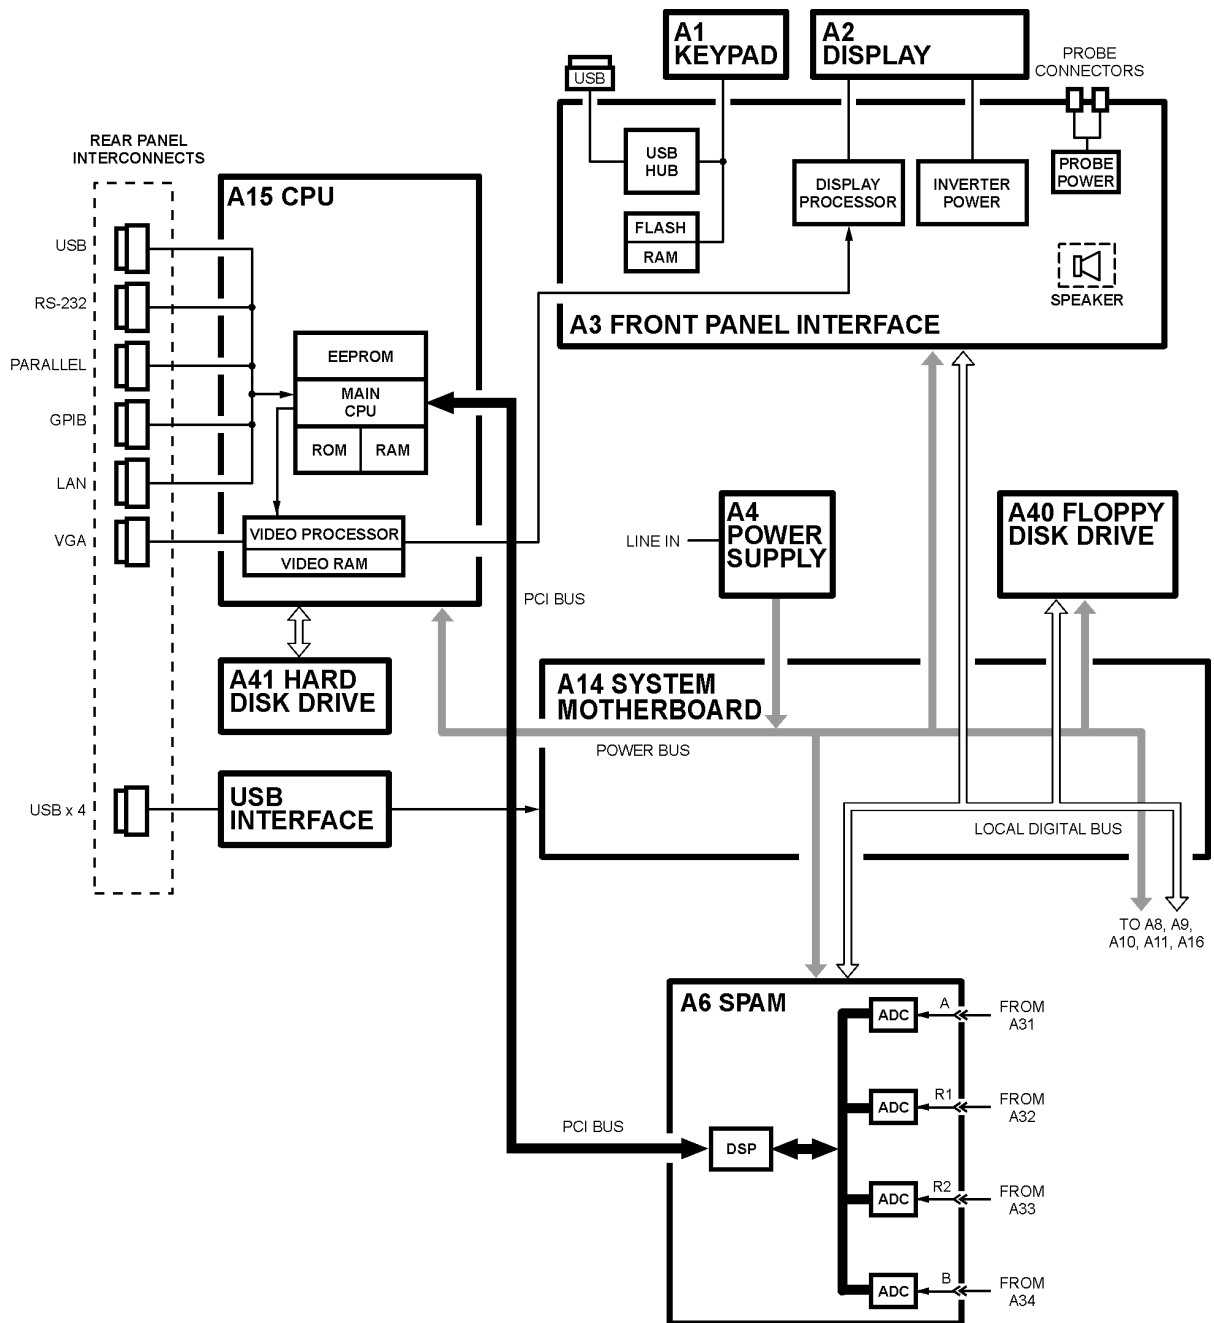 A1
KEYPAD
A2
DISPLAY
PROBE
CONNECTORS
USB
REAR PANEL
INTERCONNECTS
USB
HUB
DISPLAY
PROCESSOR
INVERTER
POWER
PROBE
POWER
FLASH
RAM
SPEAKER
A3 FRONT PANEL INTERFACE
A15 CPU
USB
RS-232
PARALLEL
GPIB
LAN
VGA
EEPROM
MAIN
CPU
ROM
RAM
VIDEO PROCESSOR
VIDEO RAM
PCI BUS
LINE IN
A4
POWER
SUPPLY
A40 FLOPPY
DISK DRIVE
A41 HARD
DISK DRIVE
A14 SYSTEM
MOTHERBOARD
POWER BUS
USB x 4
USB
INTERFACE
LOCAL DIGITAL BUS
TO A8, A9,
A10, A11, A16
A6 SPAM
ADC
A
FROM
A31
ADC
R1
FROM
A32
PCI BUS
DSP
ADC
R2
FROM
A33
ADC
B
FROM
A34